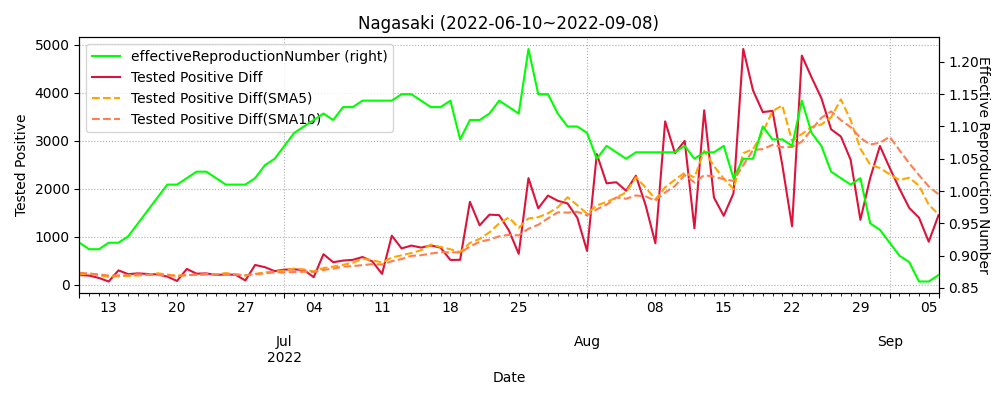 Nagasaki (2022-06-10~2022-09-08)
effectiveReproductionNumber (right)
Tested Positive Diff
Tested Positive Diff(SMA5)
Tested Positive Diff(SMA10)
Tested Positive
5000
4000
3000
2000
1000
0
Effective Reproduction Number
1.20
1.15
1.10
1.05
1.00
0.95
0.90
0.85
13 20 27 04 11 18 25 08 15 22 29 05
Jul Aug Sep
2022
Date